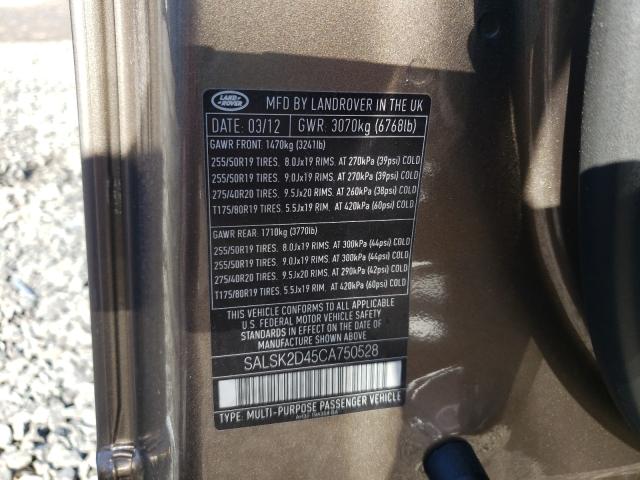 LAND ROVER
MFD BY LANDROVER IN THE UK
DATE: 03/12 GWR: 3070kg (6768lb)
GAWR FRONT: 1470kg (3241lb)
255/50R19 TIRES. 8.0Jx19 RIMS. AT 270kPa (39psi) COLD
255/50R19 TIRES. 9.0Jx19 RIMS. AT 270kPa (39psi) COLD
275/40R20 TIRES. 9.5Jx20 RIMS. AT 260kPa (38psi) COLD
T175/80R19 TIRES. 5.5Jx19 RIM. AT 420kPa (60psi) COLD
GAWR REAR: 1710kg (3770lb)
255/50R19 TIRES. 8.0Jx19 RIMS. AT 300kPa (44psi) COLD
255/50R19 TIRES. 9.0Jx19 RIMS. AT 300kPa (44psi) COLD
275/40R20 TIRES. 9.5Jx20 RIMS. AT 290kPa (42psi) COLD
T175/80R19 TIRES. 5.5Jx19 RIM. AT 420kPa (60psi) COLD
THIS VEHICLE CONFORMS TO ALL APPLICABLE
U.S. FEDERAL MOTOR VEHICLE SAFETY
STANDARDS IN EFFECT ON THE DATE OF
MANUFACTURE SHOWN ABOVE.
SALSK2D45CA750528
TYPE: MULTI-PURPOSE PASSENGER VEHICLE